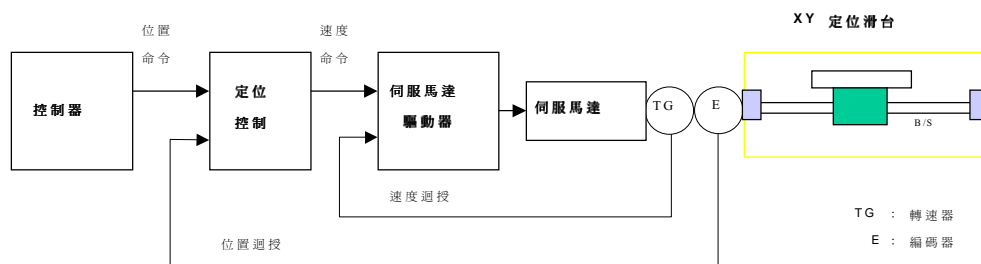 XY 定位滑台
位置
命令
速度
命令
控制器
定位
控制
伺服馬達
驅動器
伺服馬達
TG
E
B/S
速度迴授
位置迴授
TG : 轉速器
E : 編碼器